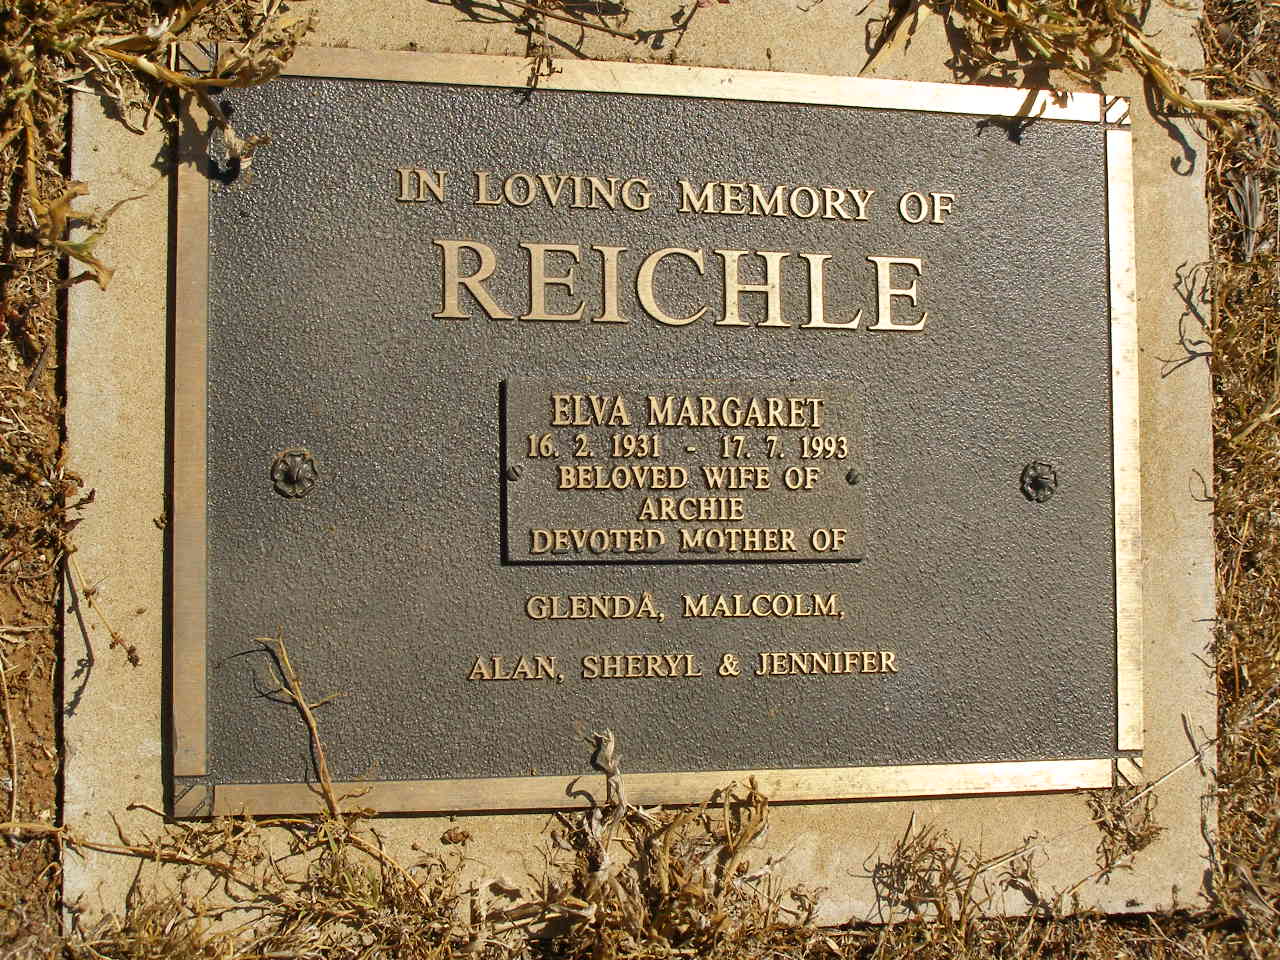 IN LOVING MEMORY OF
REICHLE
ELVA MARGARET
16. 2. 1931 - 17. 7. 1993
BELOVED WIFE OF
ARCHIE
DEVOTED MOTHER OF
GLENDA, MALCOLM,
ALAN, SHERYL & JENNIFER